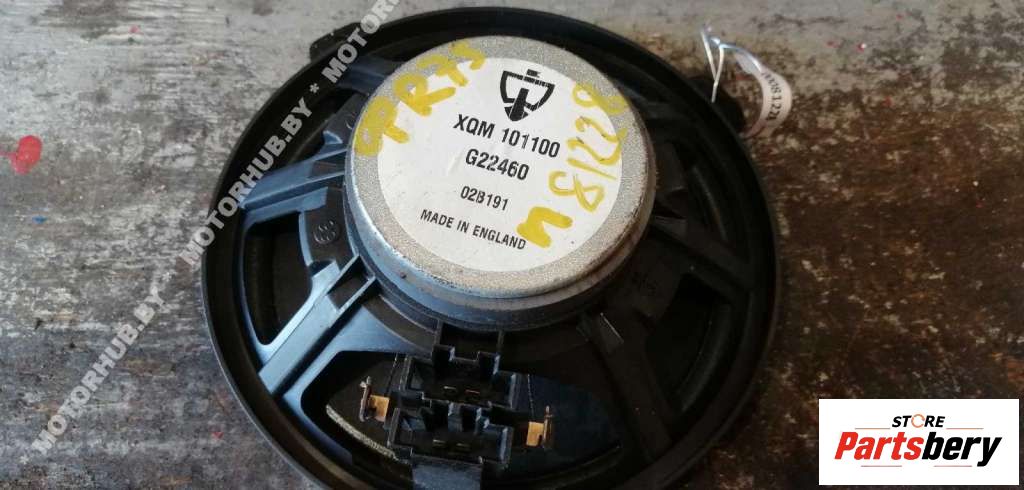 MOTORHUB.BY * MOTORHUB.BY * MOTOR
XQM 101100
G22460
02B191
MADE IN ENGLAND
STORE
Partsbery